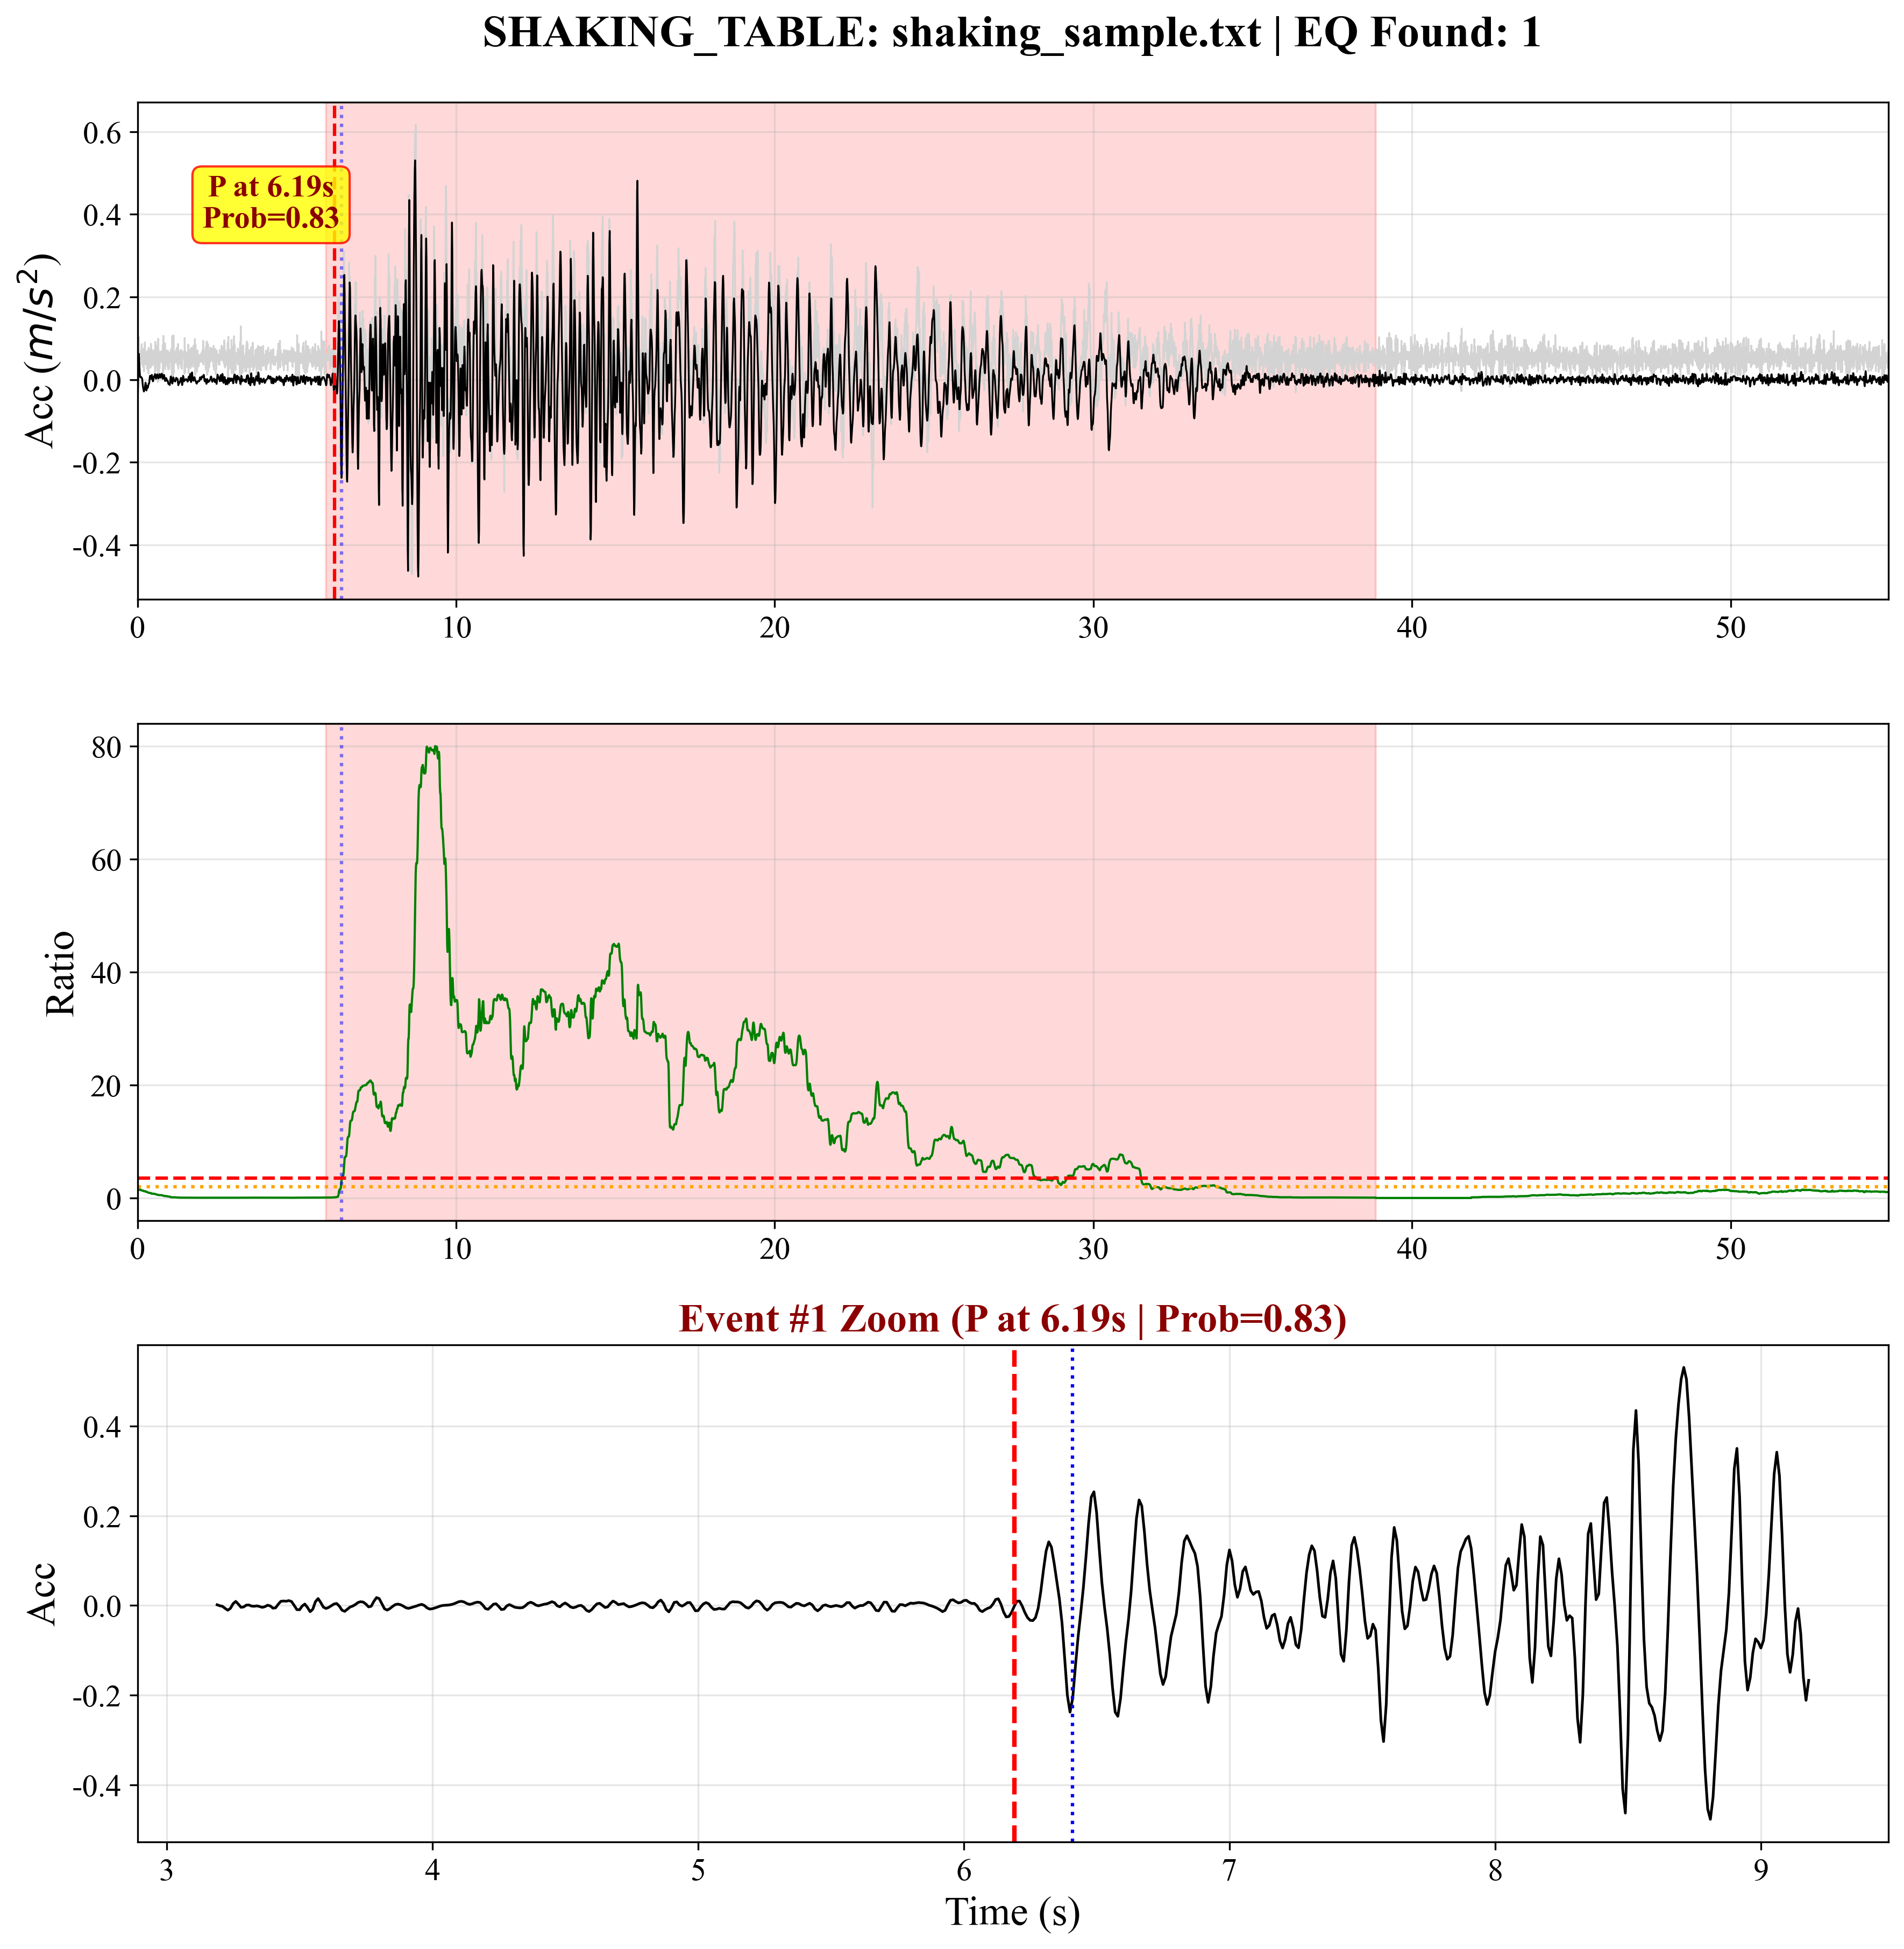 SHAKING_TABLE: shaking_sample.txt | EQ Found: 1
0.6
0.4
0.2
0.0
-0.2
-0.4
Acc (m/s²)
P at 6.19s
Prob=0.83
0 10 20 30 40 50
80
60
40
20
0
Ratio
0 10 20 30 40 50
Event #1 Zoom (P at 6.19s | Prob=0.83)
0.4
0.2
0.0
-0.2
-0.4
Acc
3 4 5 6 7 8 9
Time (s)